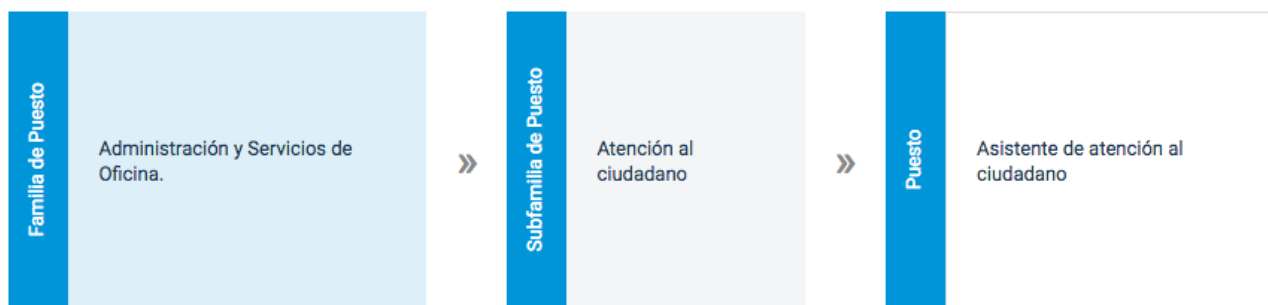 Familia de Puesto
Administración y Servicios de
Oficina.
»
Subfamilia de Puesto
Atención al
ciudadano
»
Puesto
Asistente de atención al
ciudadano